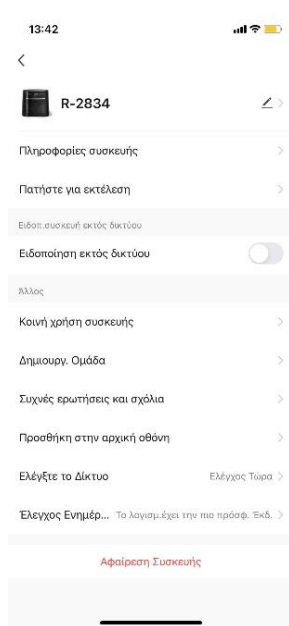 13:42
R-2834
Πληροφορίες συσκευής
Πατήστε για εκτέλεση
Ειδοπ.συσκευή εκτός δικτύου
Ειδοποίηση εκτός δικτύου
Άλλος
Κοινή χρήση συσκευής
Δημιουργ. Ομάδα
Συχνές ερωτήσεις και σχόλια
Προσθήκη στην αρχική οθόνη
Ελέγξτε το Δίκτυο Ελέγχος Τώρα
Έλεγχος Ενημέρ... Το λογισμ.έχει την πιο πρόσφ. Έκδ.
Αφαίρεση Συσκευής